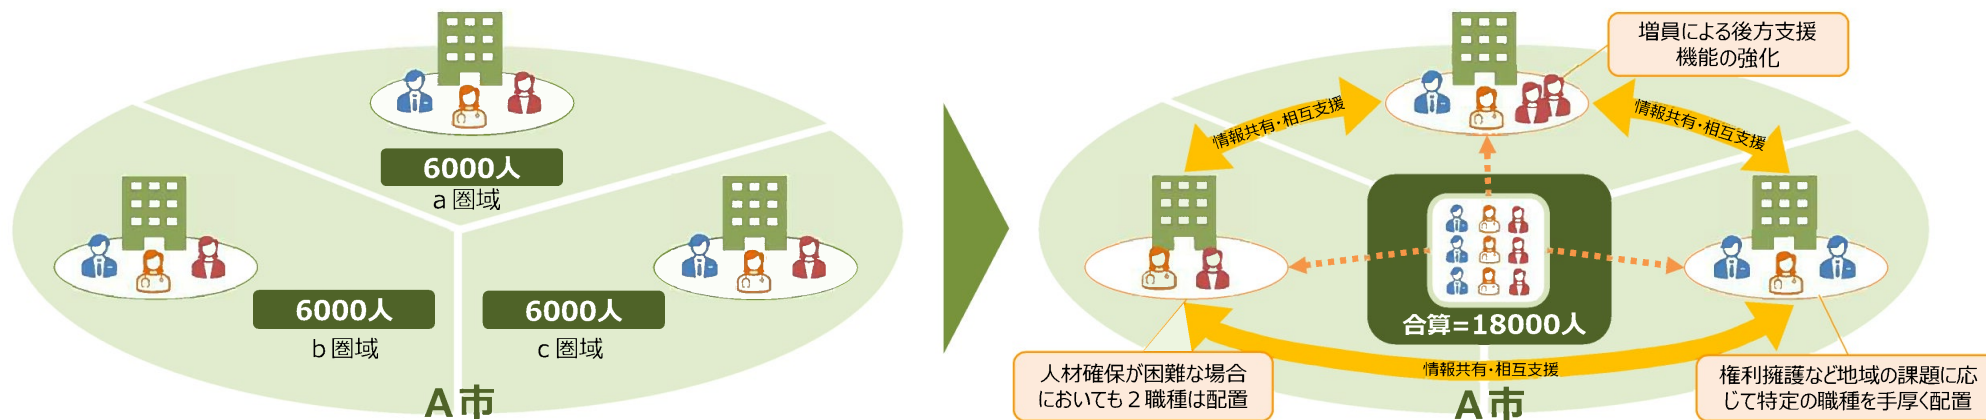 6000人
a 圏域
6000人
b 圏域
6000人
c 圏域
A市
増員による後方支援
機能の強化
情報共有・相互支援
情報共有・相互支援
合算=18000人
人材確保が困難な場合
においても２職種は配置
情報共有・相互支援
権利擁護など地域の課題に応
じて特定の職種を手厚く配置
A市